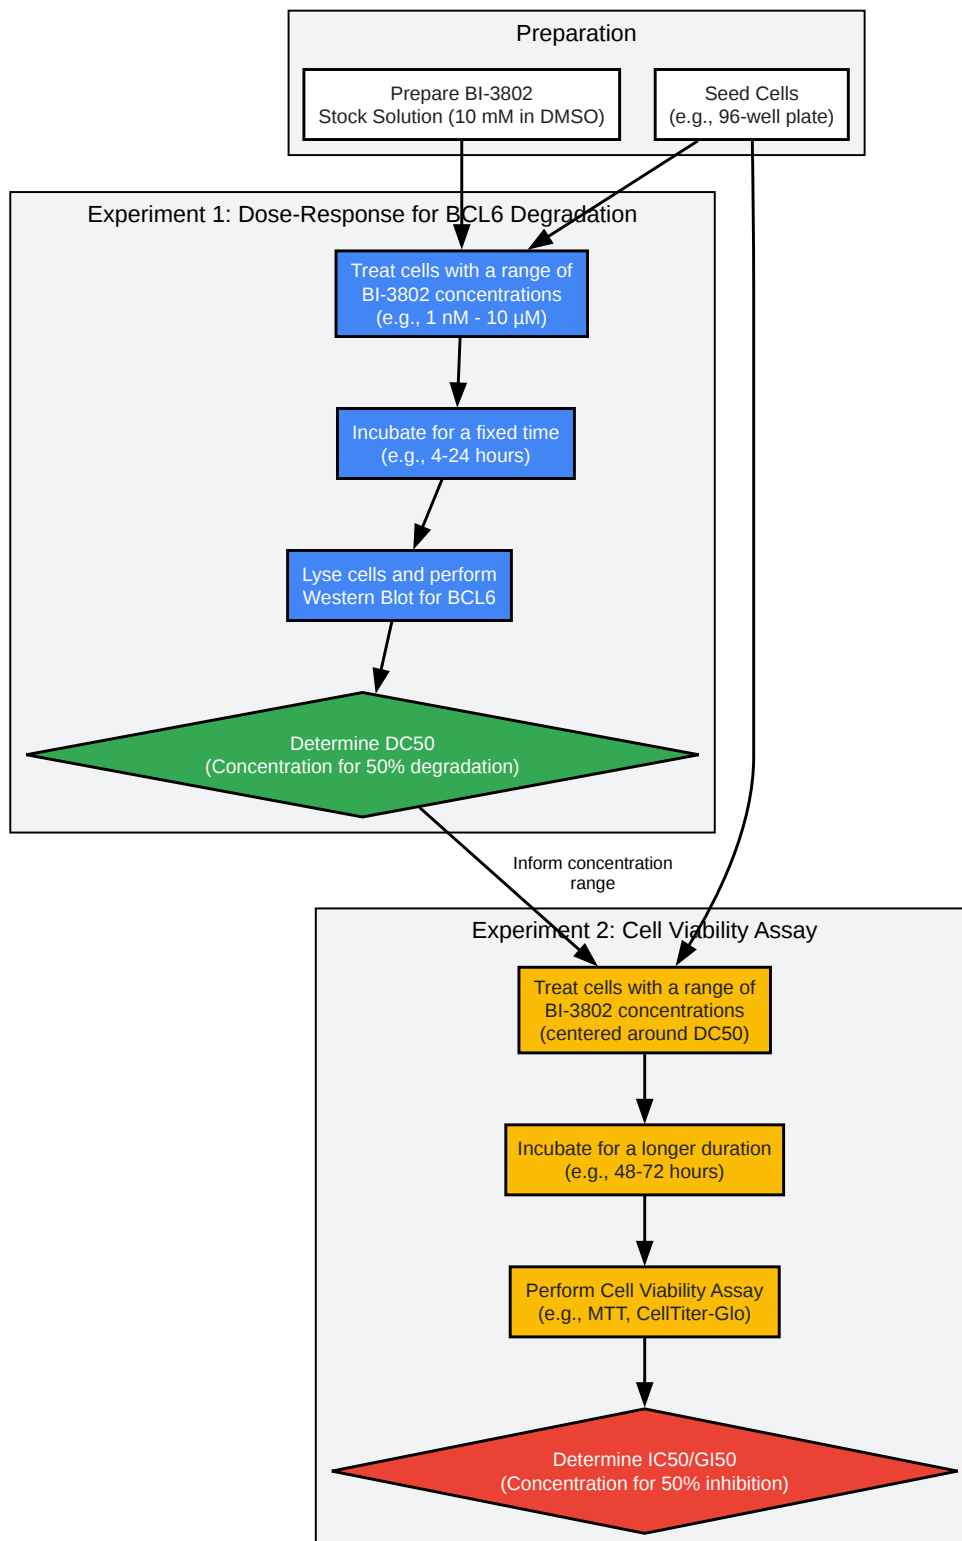 Preparation
Prepare BI-3802
Stock Solution (10 mM in DMSO)
Seed Cells
(e.g., 96-well plate)
Experiment 1: Dose-Response for BCL6 Degradation
Treat cells with a range of
BI-3802 concentrations
(e.g., 1 nM - 10 µM)
Incubate for a fixed time
(e.g., 4-24 hours)
Lyse cells and perform
Western Blot for BCL6
Determine DC50
(Concentration for 50% degradation)
Inform concentration
range
Experiment 2: Cell Viability Assay
Treat cells with a range of
BI-3802 concentrations
(centered around DC50)
Incubate for a longer duration
(e.g., 48-72 hours)
Perform Cell Viability Assay
(e.g., MTT, CellTiter-Glo)
Determine IC50/GI50
(Concentration for 50% inhibition)